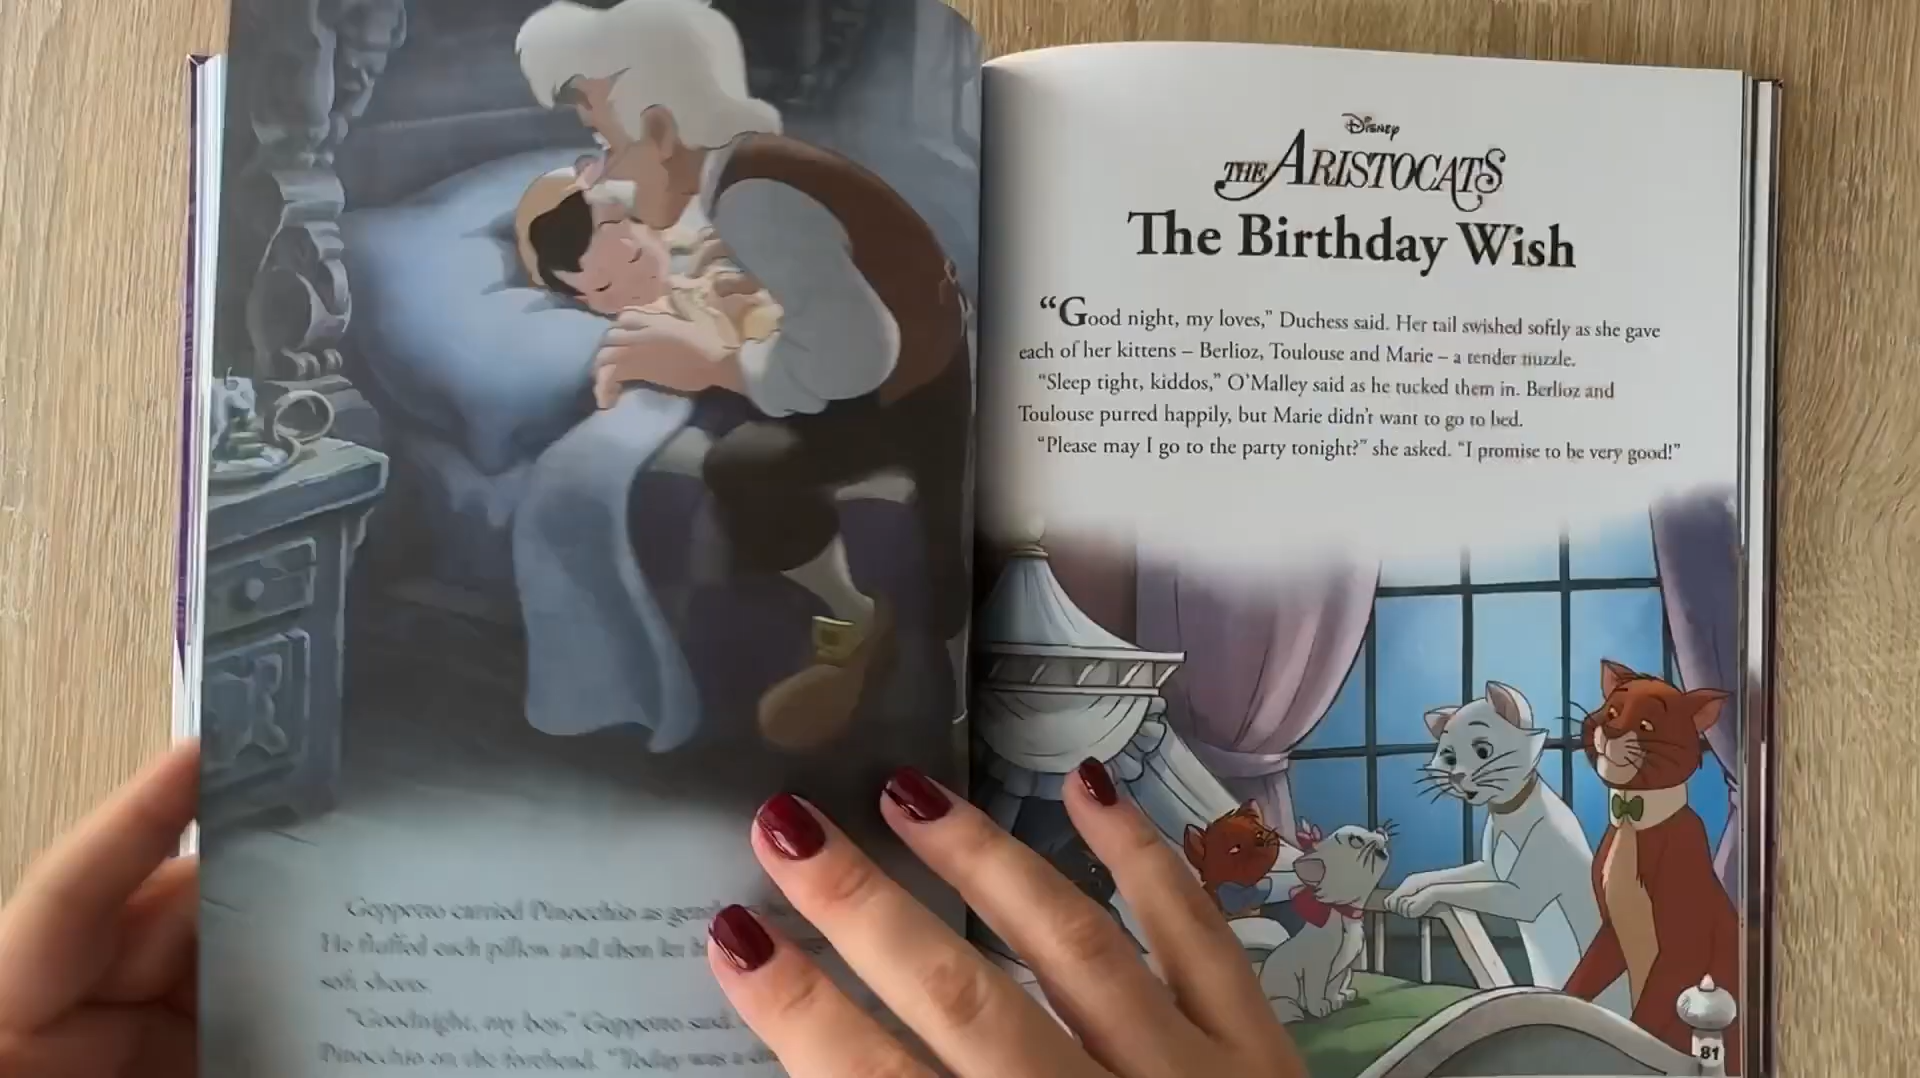 Geppetto carried Pinocchio as
He fluffed each pillow and then let
soft sheets.
"Goodnight, my boy," Geppetto said
Pinocchio on the forehead. "Today was a
Disney
THE ARISTOCATS
The Birthday Wish
“Good night, my loves,” Duchess said. Her tail swished softly as she gave
each of her kittens – Berlioz, Toulouse and Marie – a tender nuzzle.
“Sleep tight, kiddos,” O’Malley said as he tucked them in. Berlioz and
Toulouse purred happily, but Marie didn’t want to go to bed.
“Please may I go to the party tonight?” she asked. “I promise to be very good!”
81